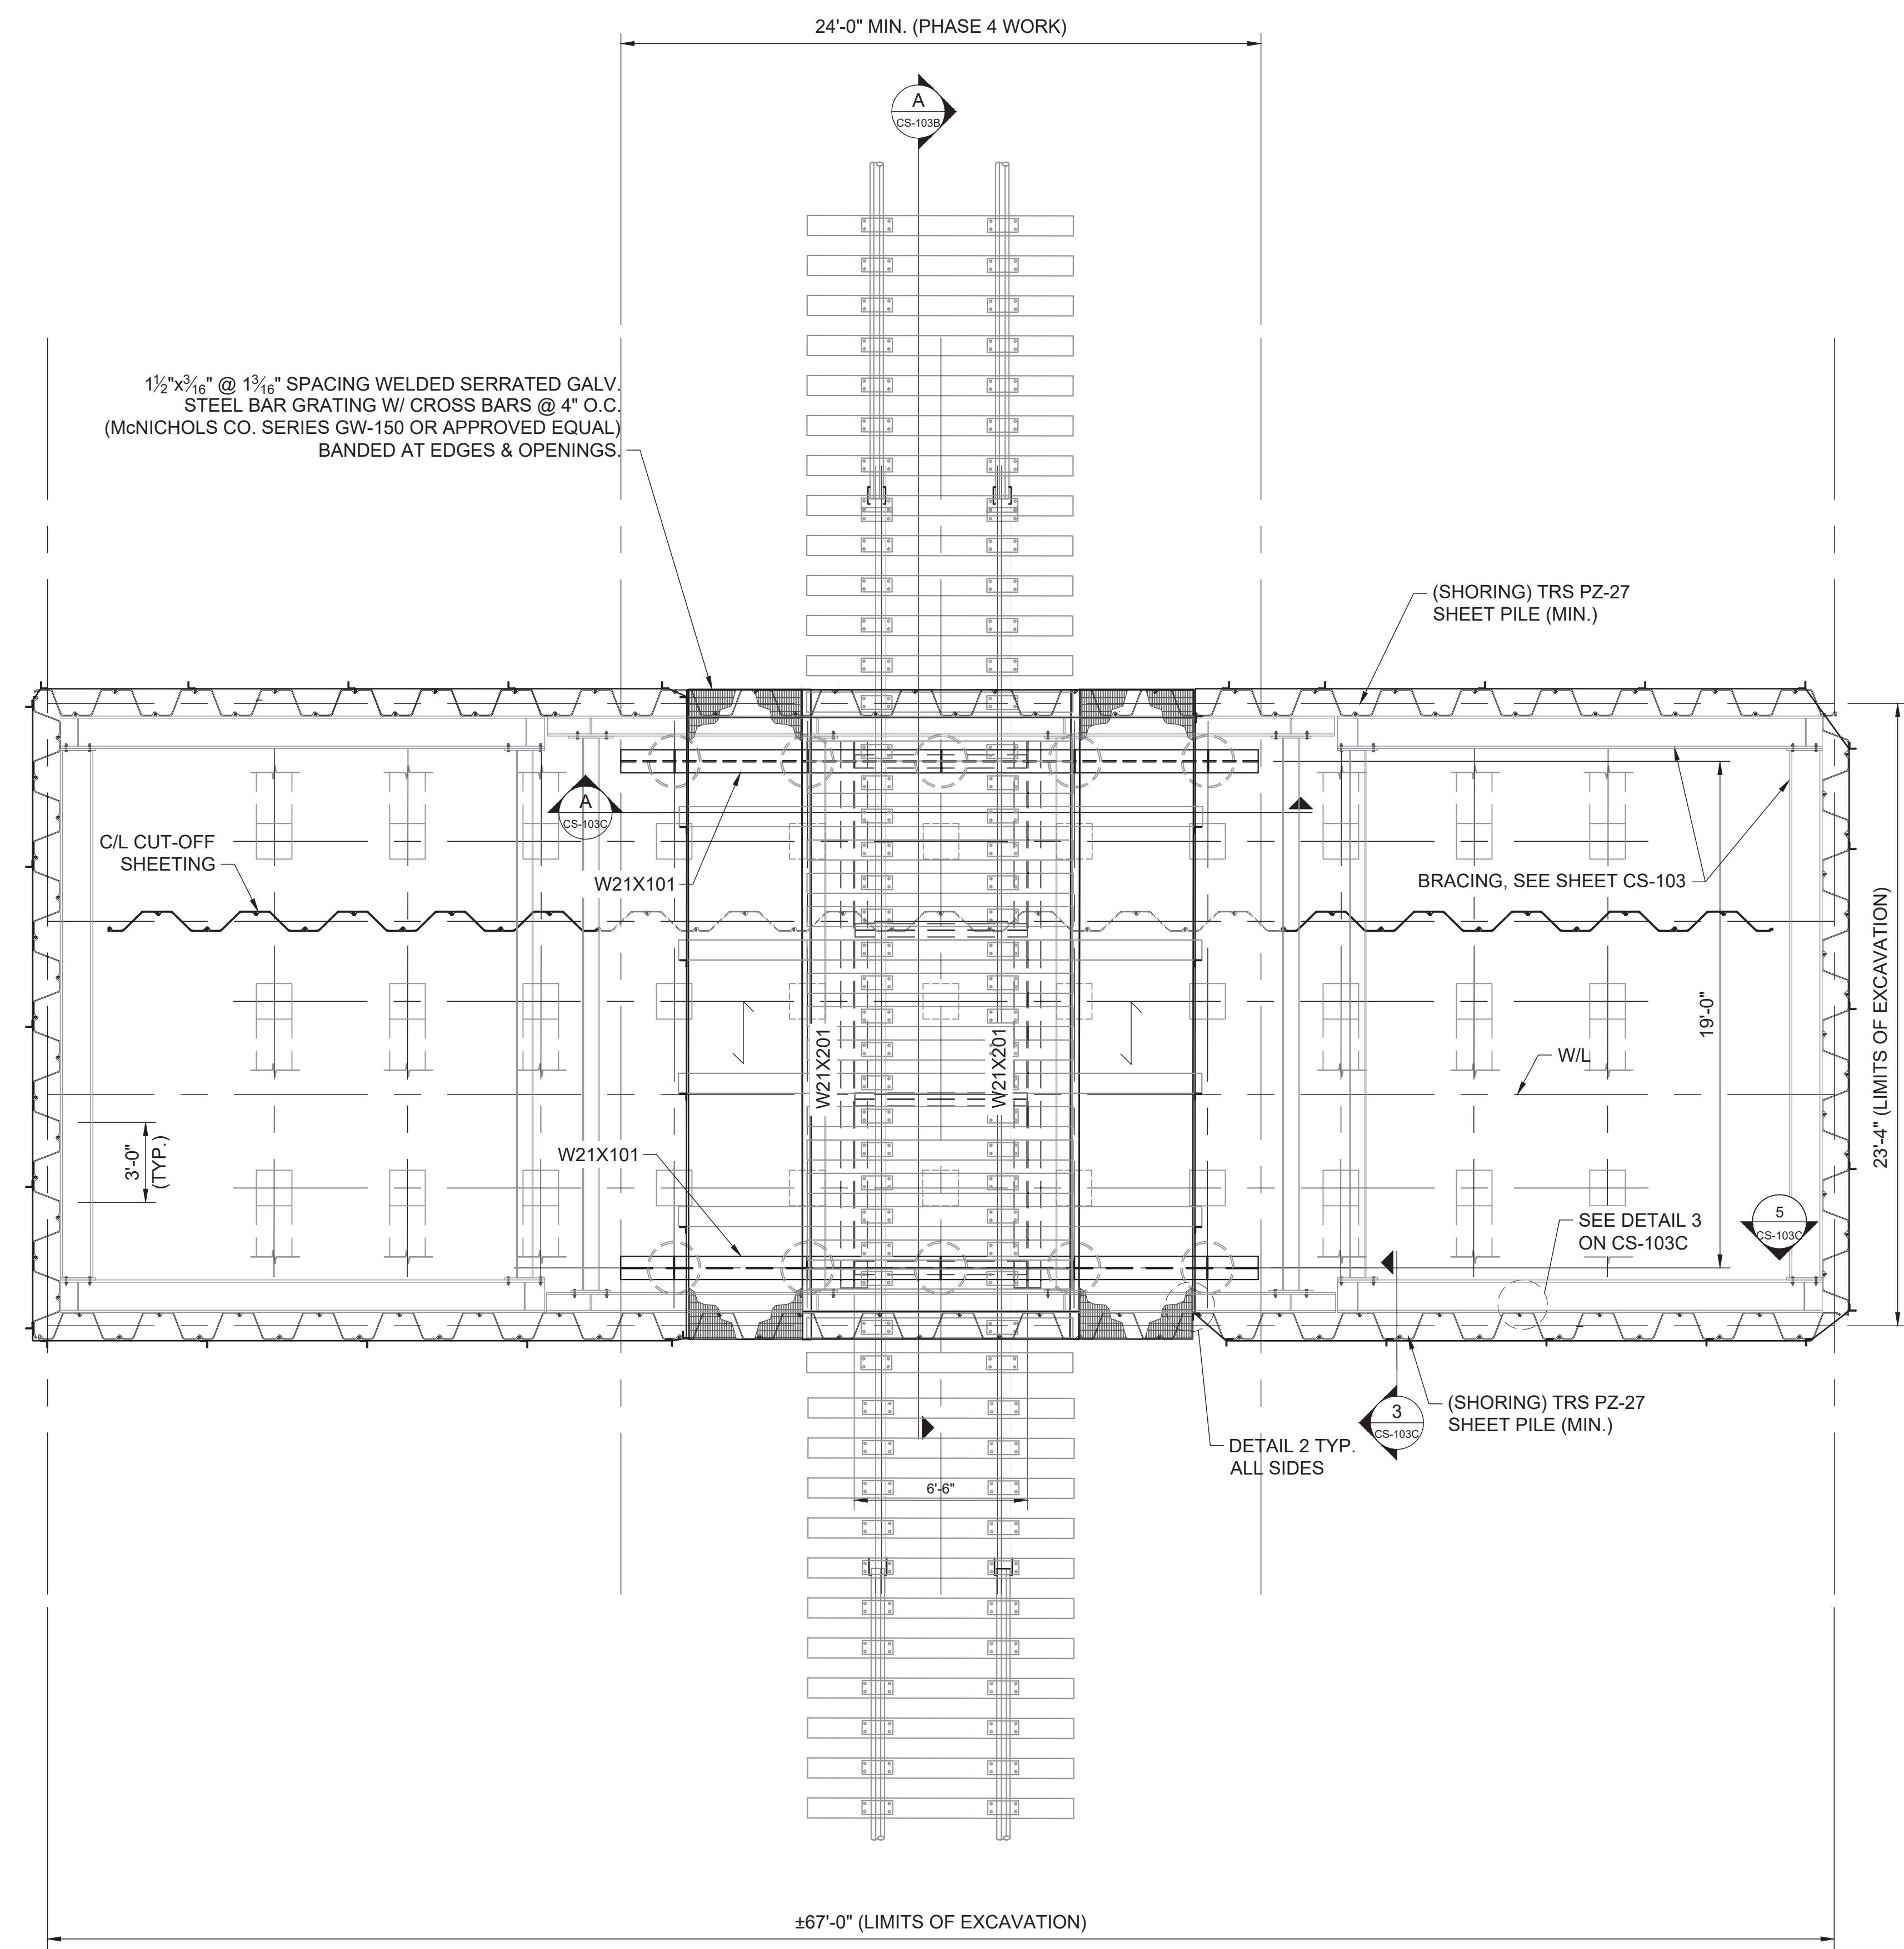 24'-0" MIN. (PHASE 4 WORK)
A
CS-103B
1½"x3⁄16" @ 13⁄16" SPACING WELDED SERRATED GALV.
STEEL BAR GRATING W/ CROSS BARS @ 4" O.C.
(McNICHOLS CO. SERIES GW-150 OR APPROVED EQUAL)
BANDED AT EDGES & OPENINGS.
(SHORING) TRS PZ-27
SHEET PILE (MIN.)
A
CS-103C
C/L CUT-OFF
SHEETING
W21X101
BRACING, SEE SHEET CS-103
19'-0"
23'-4" (LIMITS OF EXCAVATION)
W21X201
W21X201
W/L
3'-0"
(TYP.)
W21X101
SEE DETAIL 3
ON CS-103C
5
CS-103C
3
CS-103C
(SHORING) TRS PZ-27
SHEET PILE (MIN.)
DETAIL 2 TYP.
ALL SIDES
6'-6"
±67'-0" (LIMITS OF EXCAVATION)